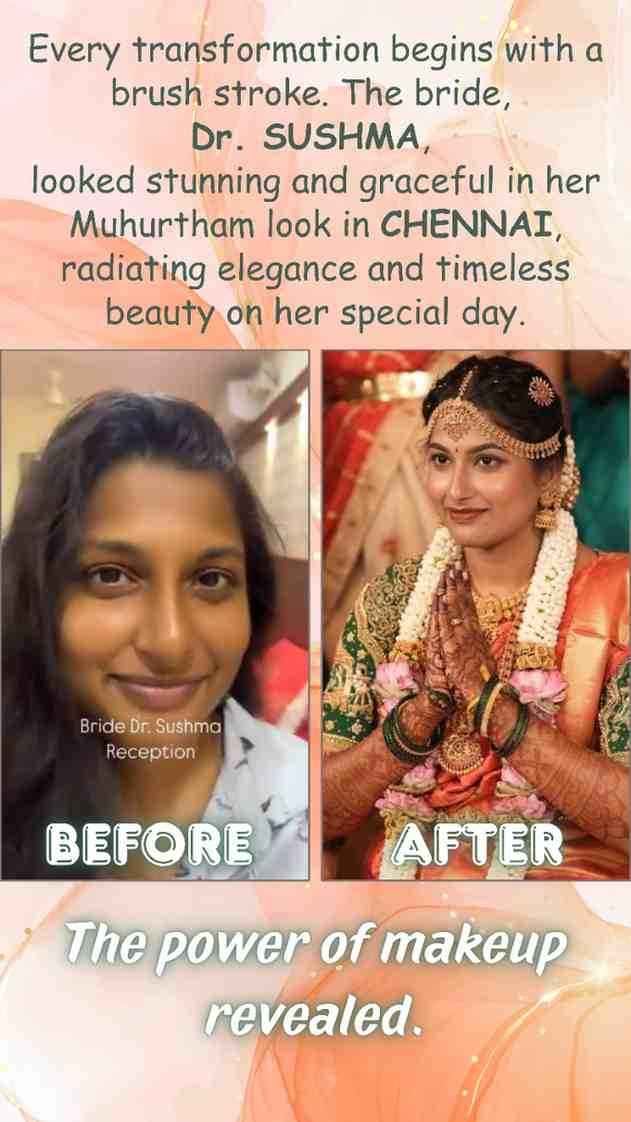 Every transformation begins with a
brush stroke. The bride,
Dr. SUSHMA,
looked stunning and graceful in her
Muhurtham look in CHENNAI,
radiating elegance and timeless
beauty on her special day.
Bride Dr. Sushma
Reception
BEFORE
AFTER
The power of makeup
revealed.